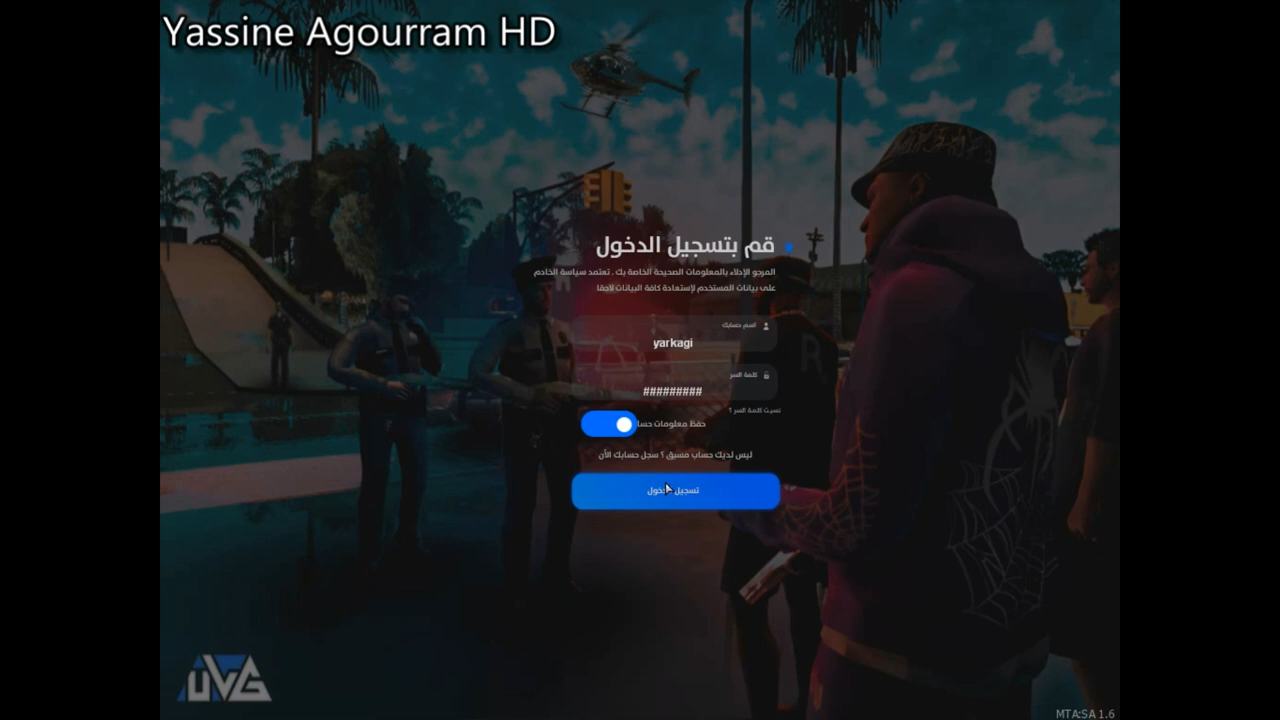 Yassine Agourram HD
قم بتسجيل الدخول
المرجو الإدلاء بالمعلومات الصحيحة الخاصة بك . تعتمد سياسة الخادم
على بيانات المستخدم لإستعادة كافة البيانات لاحقا
اسم حسابك
yarkagi
كلمة السر
#########
نسيت كلمة السر ؟
حفظ معلومات حسا
ليس لديك حساب مسبق ؟ سجل حسابك الأن
تسجيل الدخول
UVG
MTA:SA 1.6